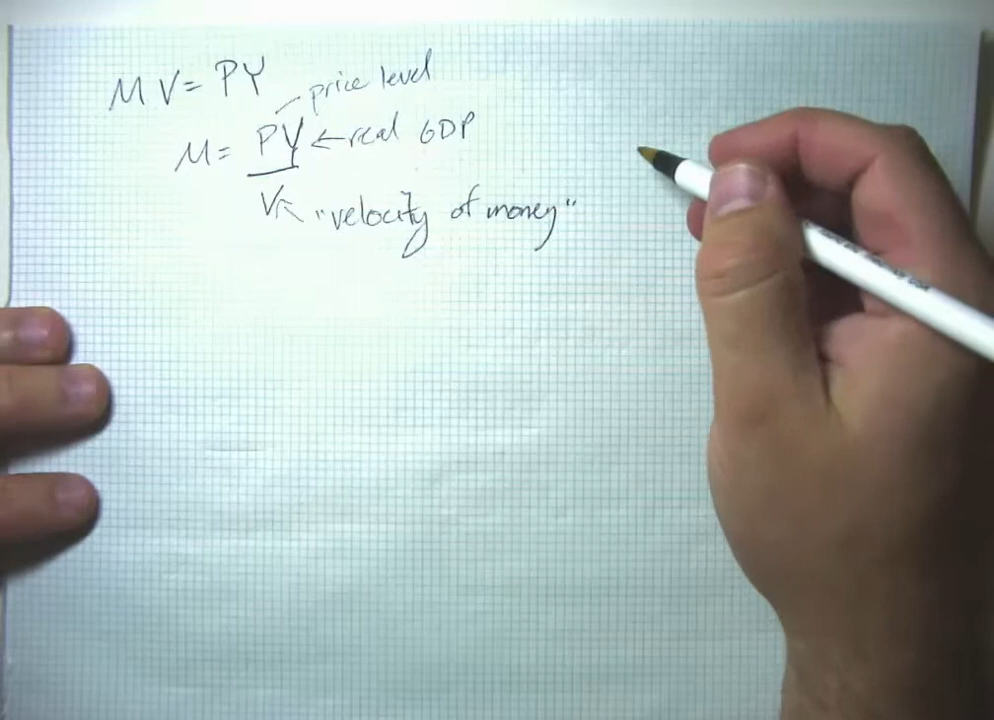 MV = PY
price level
M = PY ← real GDP
V ↖ "velocity of money"